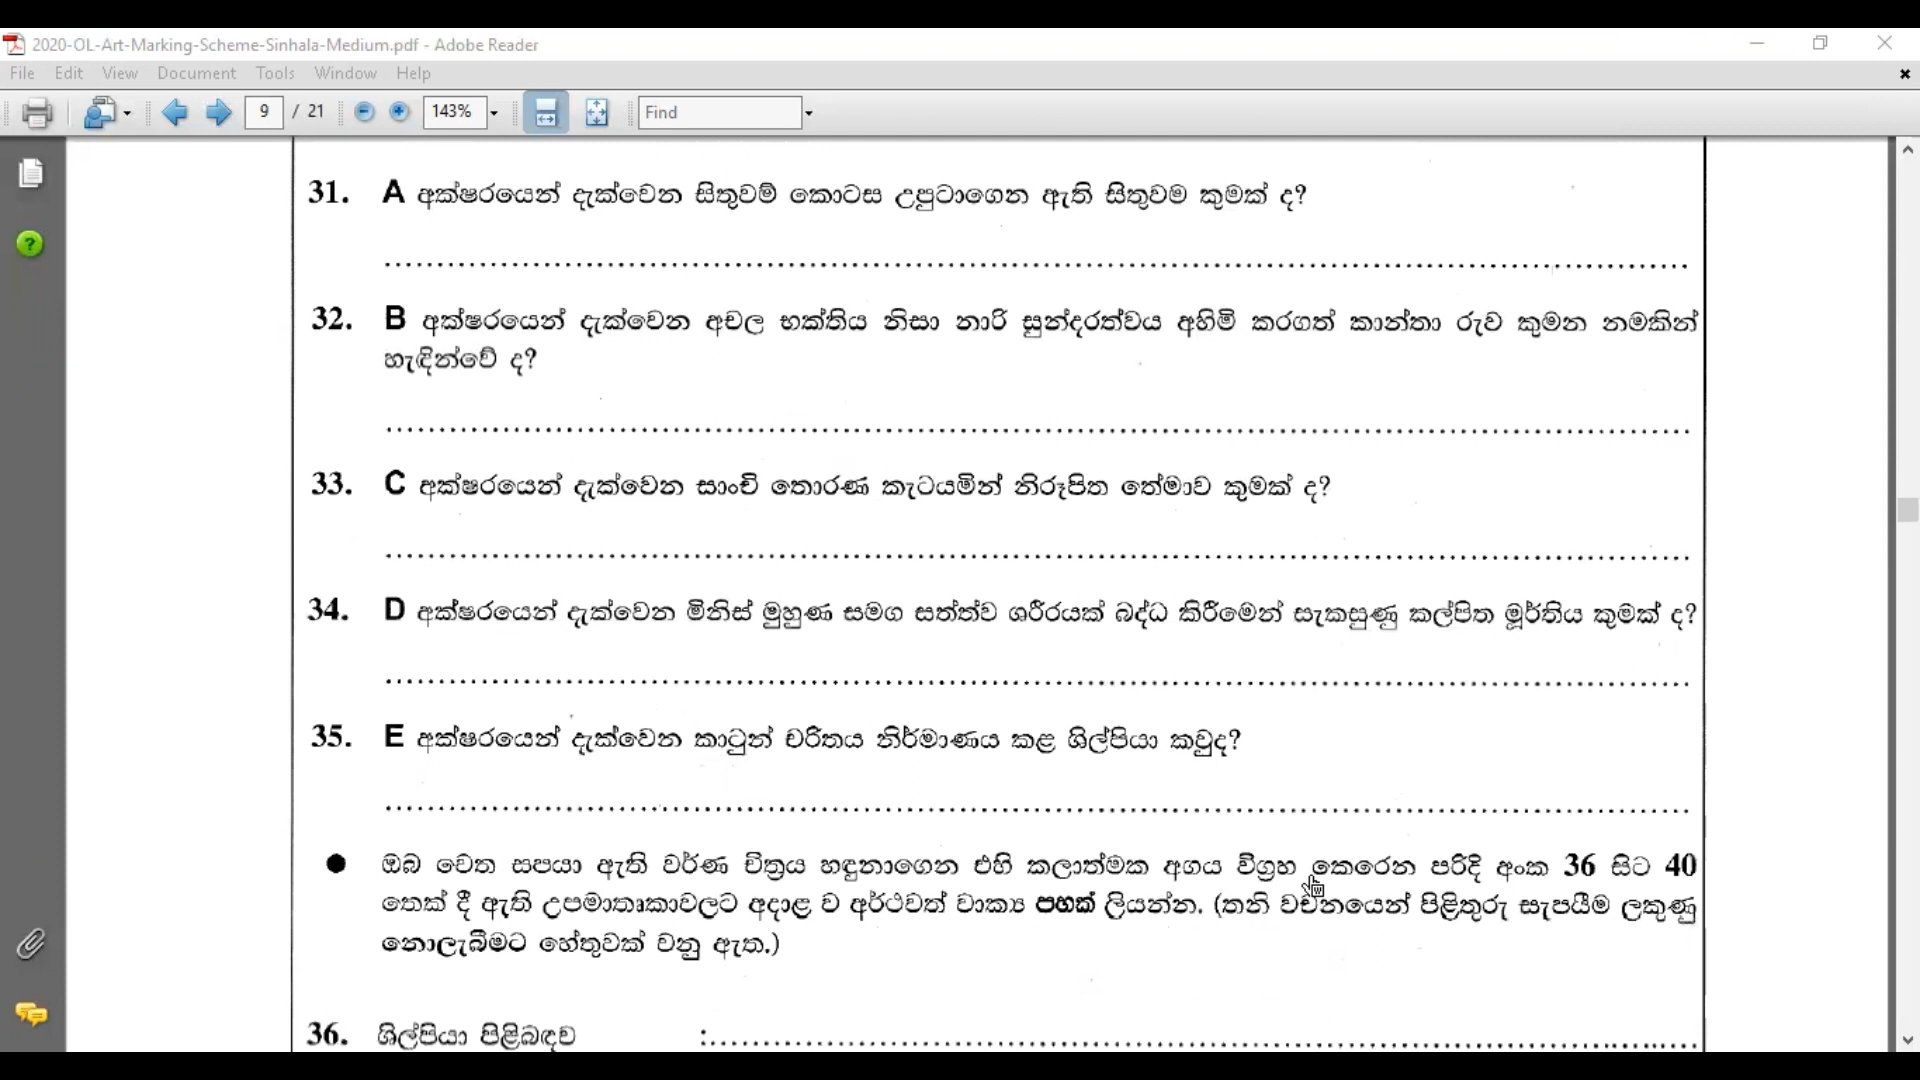 2020-OL-Art-Marking-Scheme-Sinhala-Medium.pdf - Adobe Reader
File Edit View Document Tools Window Help
9 / 21 143% Find
31. A අක්ෂරයෙන් දැක්වෙන සිතුවම් කොටස උපුටාගෙන ඇති සිතුවම කුමක් ද?
32. B අක්ෂරයෙන් දැක්වෙන අචල භක්තිය නිසා නාරි සුන්දරත්වය අහිමි කරගත් කාන්තා රුව කුමන නමකින්
හැඳින්වේ ද?
33. C අක්ෂරයෙන් දැක්වෙන සාංචි තොරණ කැටයමින් නිරූපිත තේමාව කුමක් ද?
34. D අක්ෂරයෙන් දැක්වෙන මිනිස් මුහුණ සමග සත්ත්ව ශරීරයක් බද්ධ කිරීමෙන් සැකසුණු කල්පිත මූර්තිය කුමක් ද?
35. E අක්ෂරයෙන් දැක්වෙන කාටුන් චරිතය නිර්මාණය කළ ශිල්පියා කවුද?
● ඔබ වෙත සපයා ඇති වර්ණ චිත්‍රය හඳුනාගෙන එහි කලාත්මක අගය විග්‍රහ කෙරෙන පරිදි අංක 36 සිට 40
තෙක් දී ඇති උපමාතෘකාවලට අදාළ ව අර්ථවත් වාක්‍ය පහක් ලියන්න. (තනි වචනයෙන් පිළිතුරු සැපයීම ලකුණු
නොලැබීමට හේතුවක් වනු ඇත.)
36. ශිල්පියා පිළිබඳව :